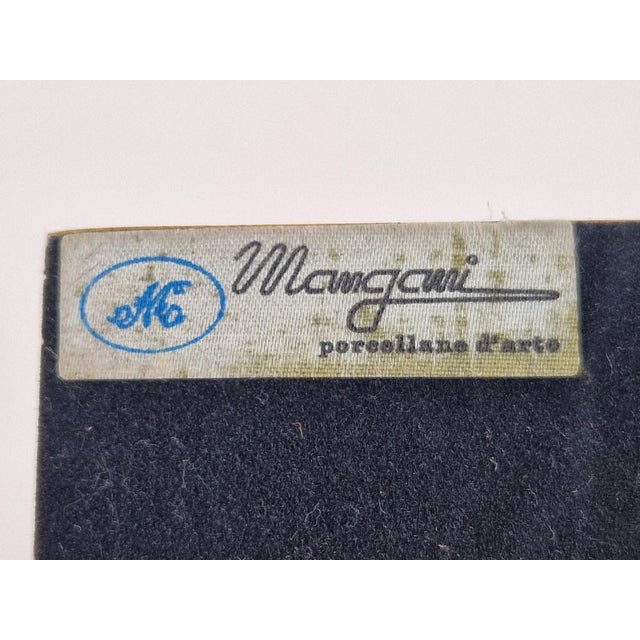 M
Mangani
porcellane d'arte